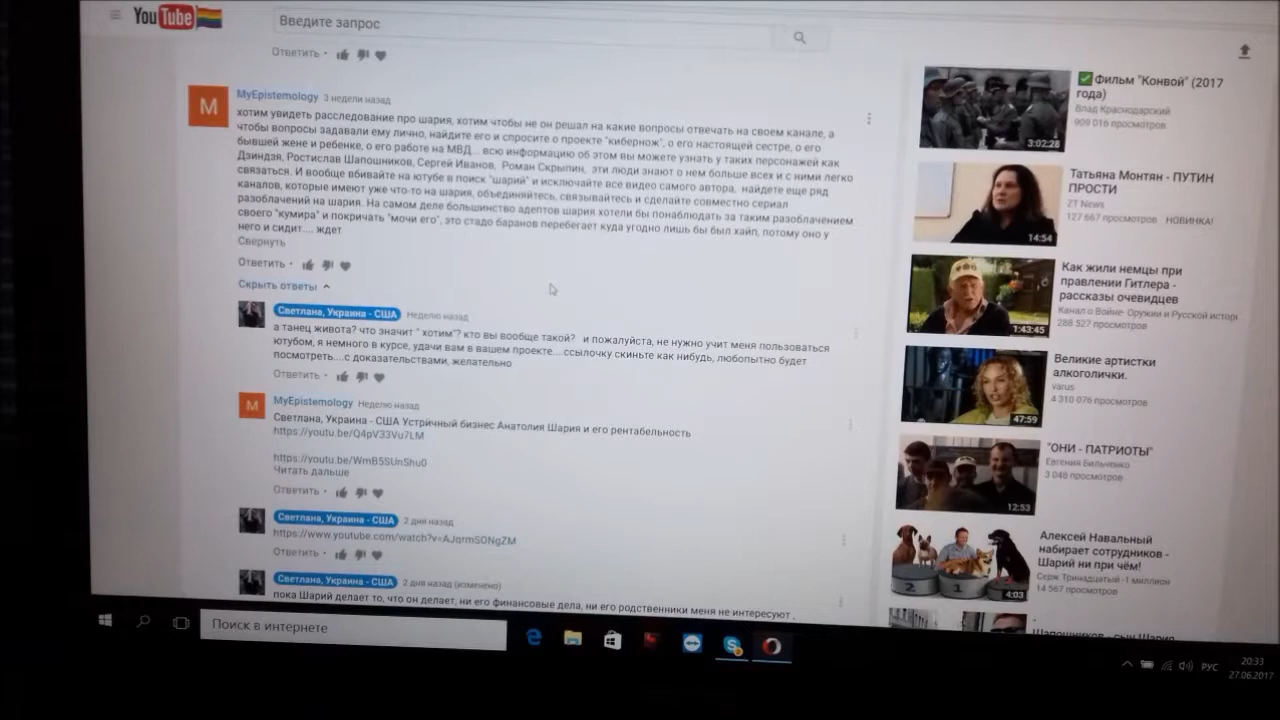 YouTube
Введите запрос
Ответить •
MyEpistemology 3 недели назад
хотим увидеть расследование про шария, хотим чтобы не он решал на какие вопросы отвечать на своем канале, а
чтобы вопросы задавали ему лично, найдите его и спросите о проекте "кибернож", о его настоящей сестре, о его
бывшей жене и ребенке, о его работе на МВД... всю информацию об этом вы можете узнать у таких персонажей как
Дзиндзя, Ростислав Шапошников, Сергей Иванов, Роман Скрыпин, эти люди знают о нем больше всех и с ними легко
связаться. И вообще вбивайте на ютубе в поиск "шарий" и исключайте все видео самого автора, найдете еще ряд
каналов, которые имеют уже что-то на шария, объединяйтесь, связывайтесь и сделайте совместно сериал
разоблачений на шария. На самом деле большинство адептов шария хотели бы понаблюдать за таким разоблачением
своего "кумира" и покричать "мочи его", это стадо баранов перебегает куда угодно лишь бы был хайп, потому оно у
него и сидит.... ждет
Свернуть
Ответить •
Скрыть ответы
Светлана, Украина - США Неделю назад
а танец живота? что значит " хотим"? кто вы вообще такой? и пожалуйста, не нужно учит меня пользоваться
ютубом, я немного в курсе, удачи вам в вашем проекте....ссылочку скиньте как нибудь, любопытно будет
посмотреть....с доказательствами, желательно
Ответить •
MyEpistemology Неделю назад
Светлана, Украина - США Устричный бизнес Анатолия Шария и его рентабельность
https://youtu.be/Q4pV33Vu7LM
https://youtu.be/WmB5SUnShu0
Читать дальше
Ответить •
Светлана, Украина - США 2 дня назад
https://www.youtube.com/watch?v=AJqrmS0NgZM
Ответить •
Светлана, Украина - США 2 дня назад (изменено)
пока Шарий делает то, что он делает, ни его финансовые дела, ни его родственники меня не интересуют ,
Фильм "Конвой" (2017
года)
Влад Краснодарский
909 016 просмотров
3:02:28
Татьяна Монтян - ПУТИН
ПРОСТИ
ZT News
127 667 просмотров НОВИНКА!
14:54
Как жили немцы при
правлении Гитлера -
рассказы очевидцев
Канал о Войне- Оружии и Русской истор
288 527 просмотров
1:43:45
Великие артистки
алкоголички.
varus
4 310 076 просмотров
47:59
"ОНИ - ПАТРИОТЫ"
Евгения Бильченко
3 048 просмотров
12:53
Алексей Навальный
набирает сотрудников -
Шарий ни при чём!
Серж Тринадцатый -1 миллион
14 567 просмотров
4:03
Шапошников - сын Шария
Поиск в интернете
РУС
20:33
27.06.2017